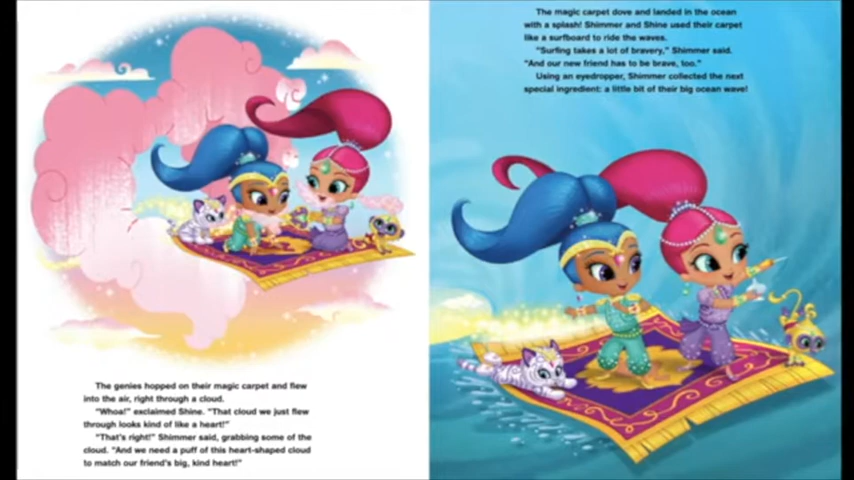 The genies hopped on their magic carpet and flew
into the air, right through a cloud.
"Whoa!" exclaimed Shine. "That cloud we just flew
through looks kind of like a heart!"
"That's right!" Shimmer said, grabbing some of the
cloud. "And we need a puff of this heart-shaped cloud
to match our friend's big, kind heart!"
The magic carpet dove and landed in the ocean
with a splash! Shimmer and Shine used their carpet
like a surfboard to ride the waves.
"Surfing takes a lot of bravery," Shimmer said.
"And our new friend has to be brave, too."
Using an eyedropper, Shimmer collected the next
special ingredient: a little bit of their big ocean wave!